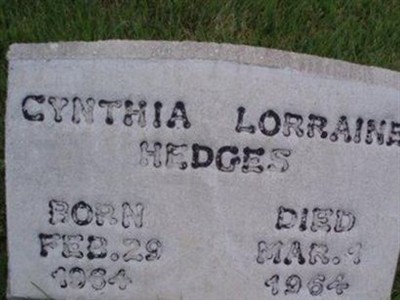 CYNTHIA LORRAINE
HEDGES
BORN DIED
FEB. 29 MAR. 1
1964 1964